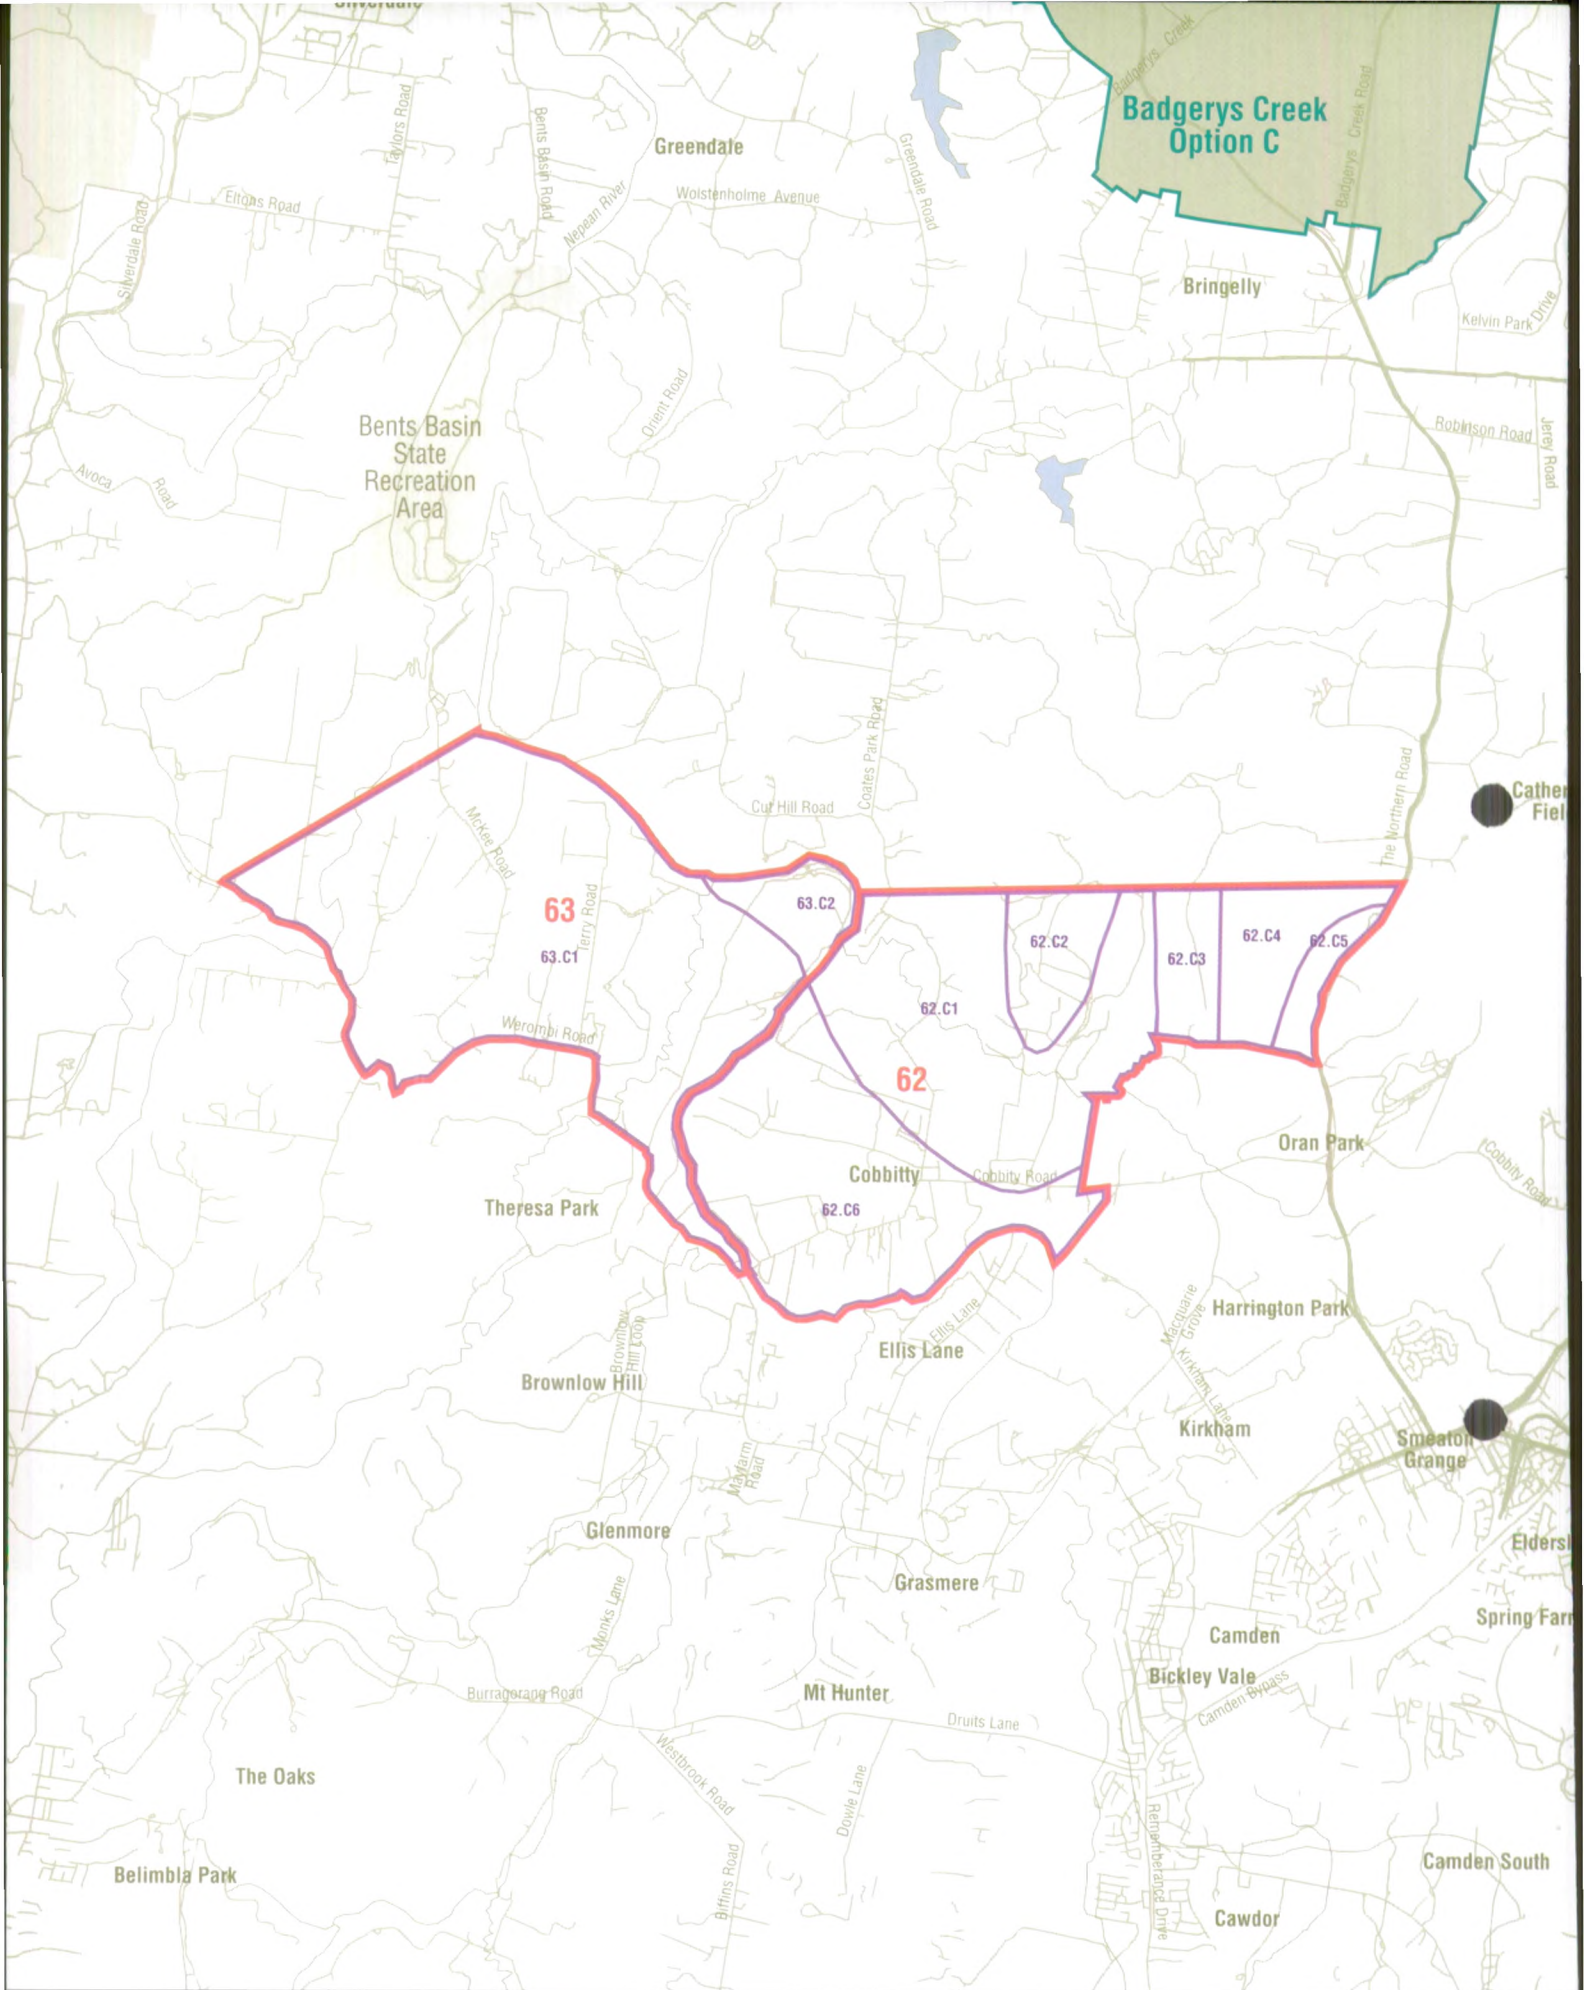 Badgerys Creek
Badgerys Creek
Option C
Badgerys Creek Road
Taylors Road
Bents Basin Road
Greendale
Greendale Road
Wolstenholme Avenue
Eltons Road
Nepean River
Silverdale Road
Bringelly
Kelvin Park Drive
Orient Road
Bents Basin
State
Recreation
Area
Robinson Road
Jerey Road
Avoca Road
Coates Park Road
The Northern Road
Cut Hill Road
McKee Road
63
Terry Road
63.C1
63.C2
62.C1
62.C2
62.C3
62.C4
62.C5
Werombi Road
62
Oran Park
Cobbity Road
Cobbitty
Cobbity Road
62.C6
Theresa Park
Macquarie
Grove
Harrington Park
Ellis Lane
Ellis Lane
Brownlow
Hill Loop
Brownlow Hill
Kirkham Lane
Kirkham
Smeaton
Grange
Mayfarm
Road
Glenmore
Grasmere
Monks Lane
Camden
Bickley Vale
Camden Bypass
Burragorang Road
Mt Hunter
Druits Lane
Westbrook Road
Dowle Lane
The Oaks
Rememberance Drive
Biffins Road
Belimbla Park
Camden South
Cawdor